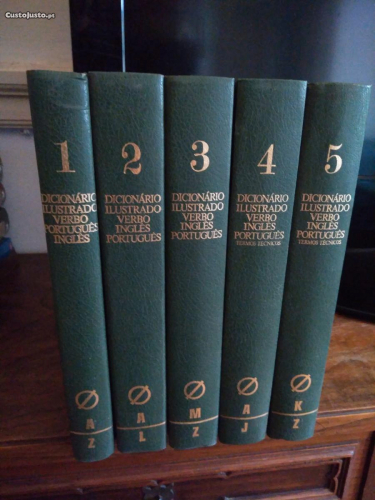 CustoJusto.pt
1
DICIONÁRIO
ILUSTRADO
VERBO
PORTUGUÊS
INGLÊS
A
Z
2
DICIONÁRIO
ILUSTRADO
VERBO
INGLÊS
PORTUGUÊS
A
L
3
DICIONÁRIO
ILUSTRADO
VERBO
INGLÊS
PORTUGUÊS
M
Z
4
DICIONÁRIO
ILUSTRADO
VERBO
INGLÊS
PORTUGUÊS
TERMOS TÉCNICOS
A
J
5
DICIONÁRIO
ILUSTRADO
VERBO
INGLÊS
PORTUGUÊS
TERMOS TÉCNICOS
K
Z